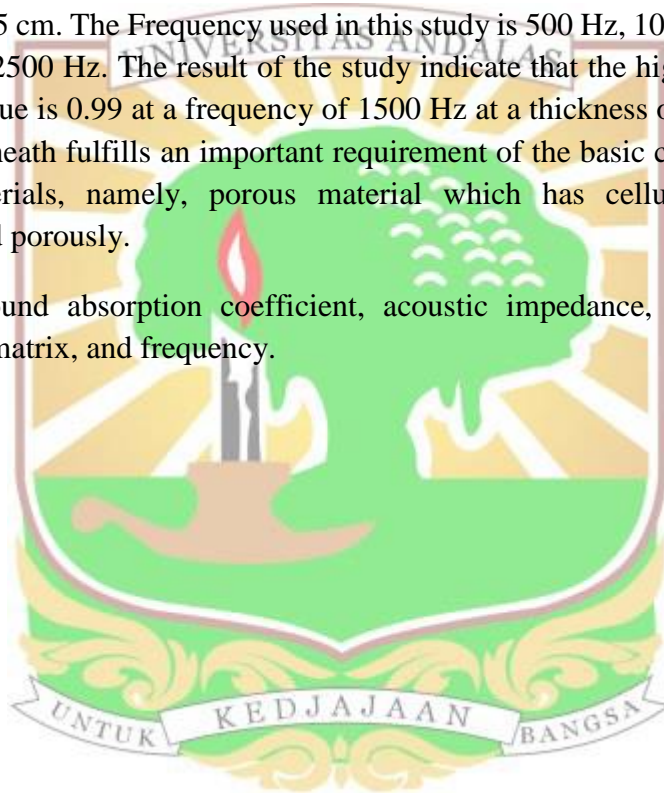 5 cm. The Frequency used in this study is 500 Hz, 10
UNIVERSITAS ANDALAS
2500 Hz. The result of the study indicate that the hig
ue is 0.99 at a frequency of 1500 Hz at a thickness o
eath fulfills an important requirement of the basic c
erials, namely, porous material which has cellu
d porously.
und absorption coefficient, acoustic impedance,
matrix, and frequency.
UNTUK KEDJAJAAN BANGSA